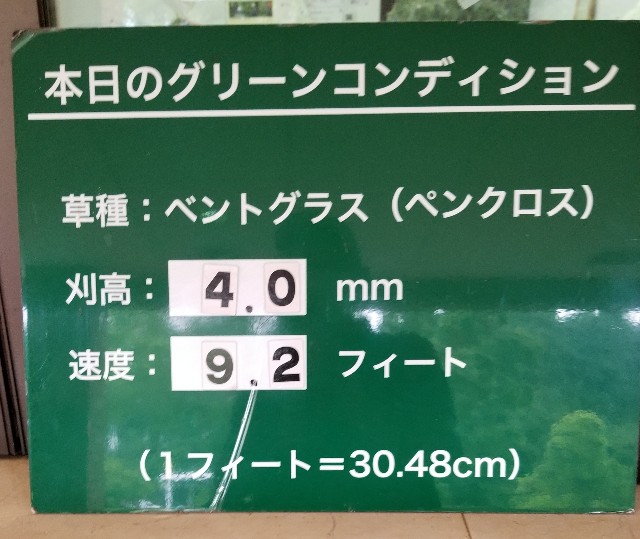 本日のグリーンコンディション
草種：ベントグラス（ペンクロス）
刈高：4.0 mm
速度：9.2 フィート
（1フィート＝30.48cm）